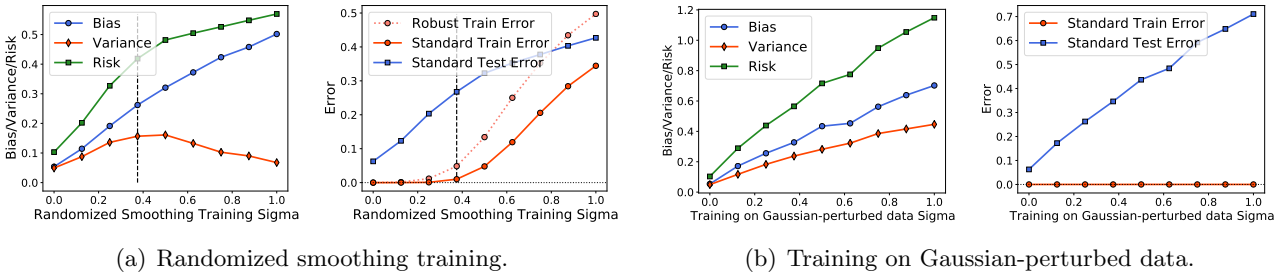 Bias
Variance
Risk
0.5
0.4
0.3
0.2
0.1
0.0
Bias/Variance/Risk
0.0 0.2 0.4 0.6 0.8 1.0
Randomized Smoothing Training Sigma
Robust Train Error
Standard Train Error
Standard Test Error
0.5
0.4
0.3
0.2
0.1
0.0
Error
0.0 0.2 0.4 0.6 0.8 1.0
Randomized Smoothing Training Sigma
(a) Randomized smoothing training.
Bias
Variance
Risk
1.2
1.0
0.8
0.6
0.4
0.2
0.0
Bias/Variance/Risk
0.0 0.2 0.4 0.6 0.8 1.0
Training on Gaussian-perturbed data Sigma
Standard Train Error
Standard Test Error
0.7
0.6
0.5
0.4
0.3
0.2
0.1
0.0
Error
0.0 0.2 0.4 0.6 0.8 1.0
Training on Gaussian-perturbed data Sigma
(b) Training on Gaussian-perturbed data.